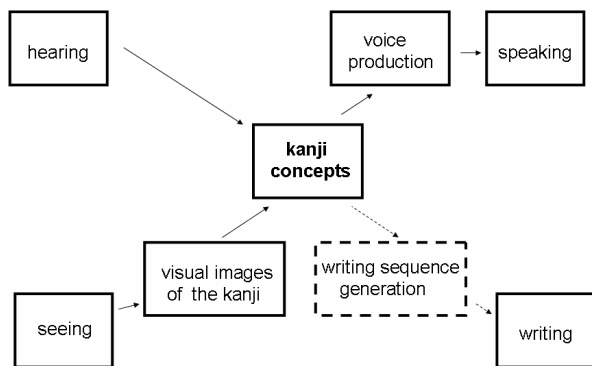 hearing
voice
production
speaking
kanji
concepts
visual images
of the kanji
writing sequence
generation
seeing
writing